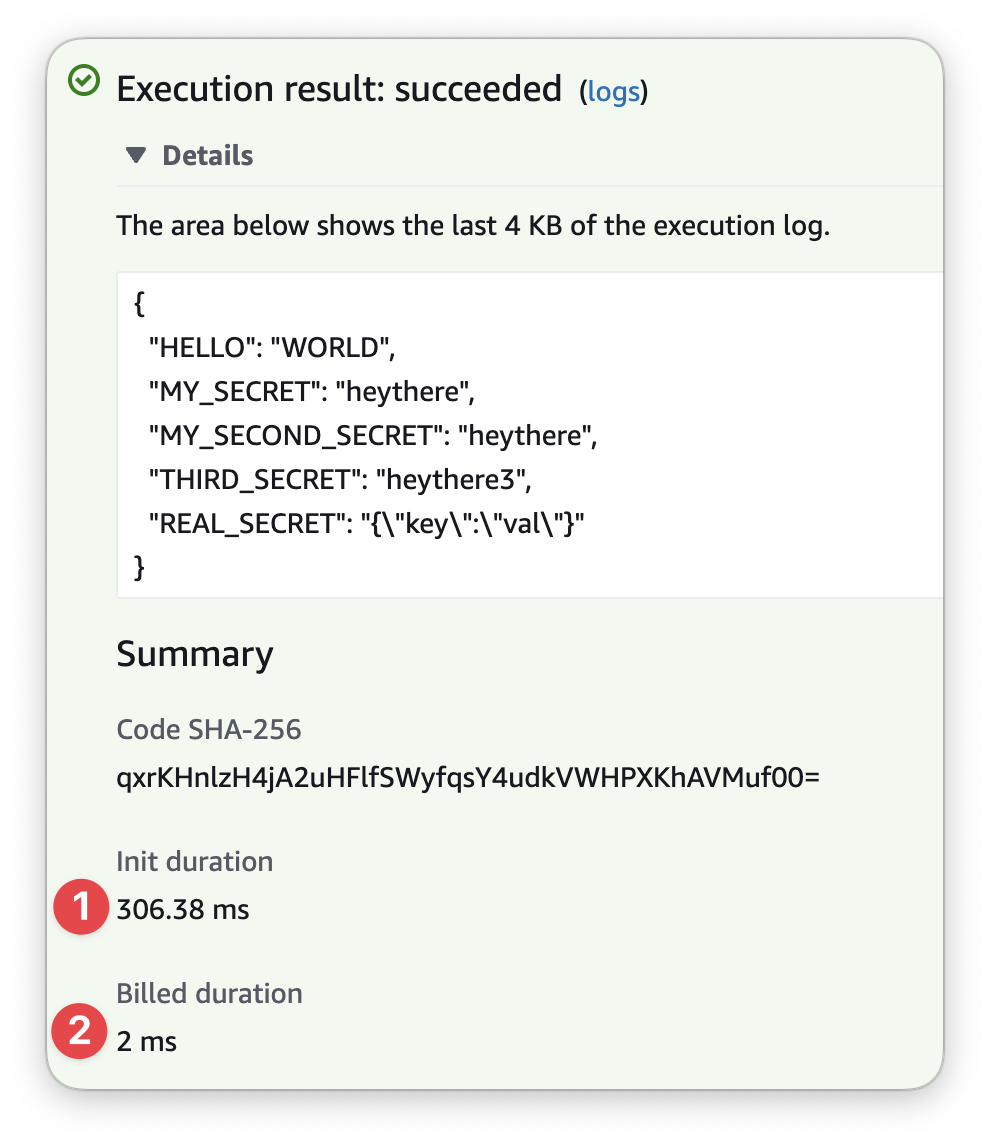 Execution result: succeeded (logs)
Details
The area below shows the last 4 KB of the execution log.
{
"HELLO": "WORLD",
"MY_SECRET": "heythere",
"MY_SECOND_SECRET": "heythere",
"THIRD_SECRET": "heythere3",
"REAL_SECRET": "{\"key\":\"val\"}"
}
Summary
Code SHA-256
qxrKHnlzH4jA2uHFlfSWyfqsY4udkVWHPXKhAVMuf00=
Init duration
1 306.38 ms
Billed duration
2 2 ms